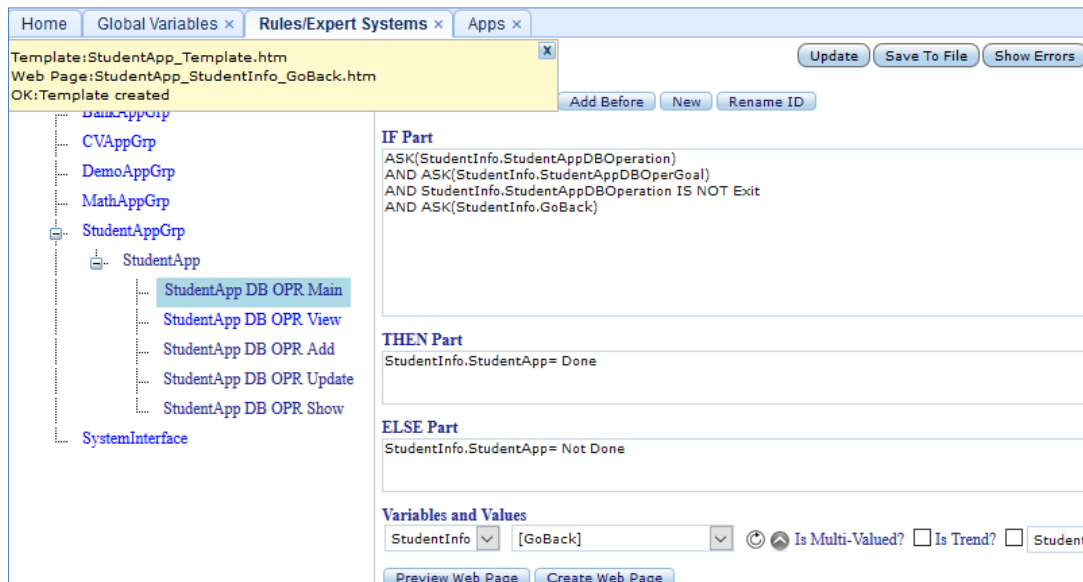 Home Global Variables × Rules/Expert Systems × Apps ×
Template:StudentApp_Template.htm
Web Page:StudentApp_StudentInfo_GoBack.htm
OK:Template created
X
Update Save To File Show Errors
Add Before New Rename ID
BankAppGrp
CVAppGrp
DemoAppGrp
MathAppGrp
StudentAppGrp
StudentApp
StudentApp DB OPR Main
StudentApp DB OPR View
StudentApp DB OPR Add
StudentApp DB OPR Update
StudentApp DB OPR Show
SystemInterface
IF Part
ASK(StudentInfo.StudentAppDBOperation)
AND ASK(StudentInfo.StudentAppDBOperGoal)
AND StudentInfo.StudentAppDBOperation IS NOT Exit
AND ASK(StudentInfo.GoBack)
THEN Part
StudentInfo.StudentApp= Done
ELSE Part
StudentInfo.StudentApp= Not Done
Variables and Values
StudentInfo [GoBack] Is Multi-Valued? Is Trend? Student
Preview Web Page Create Web Page